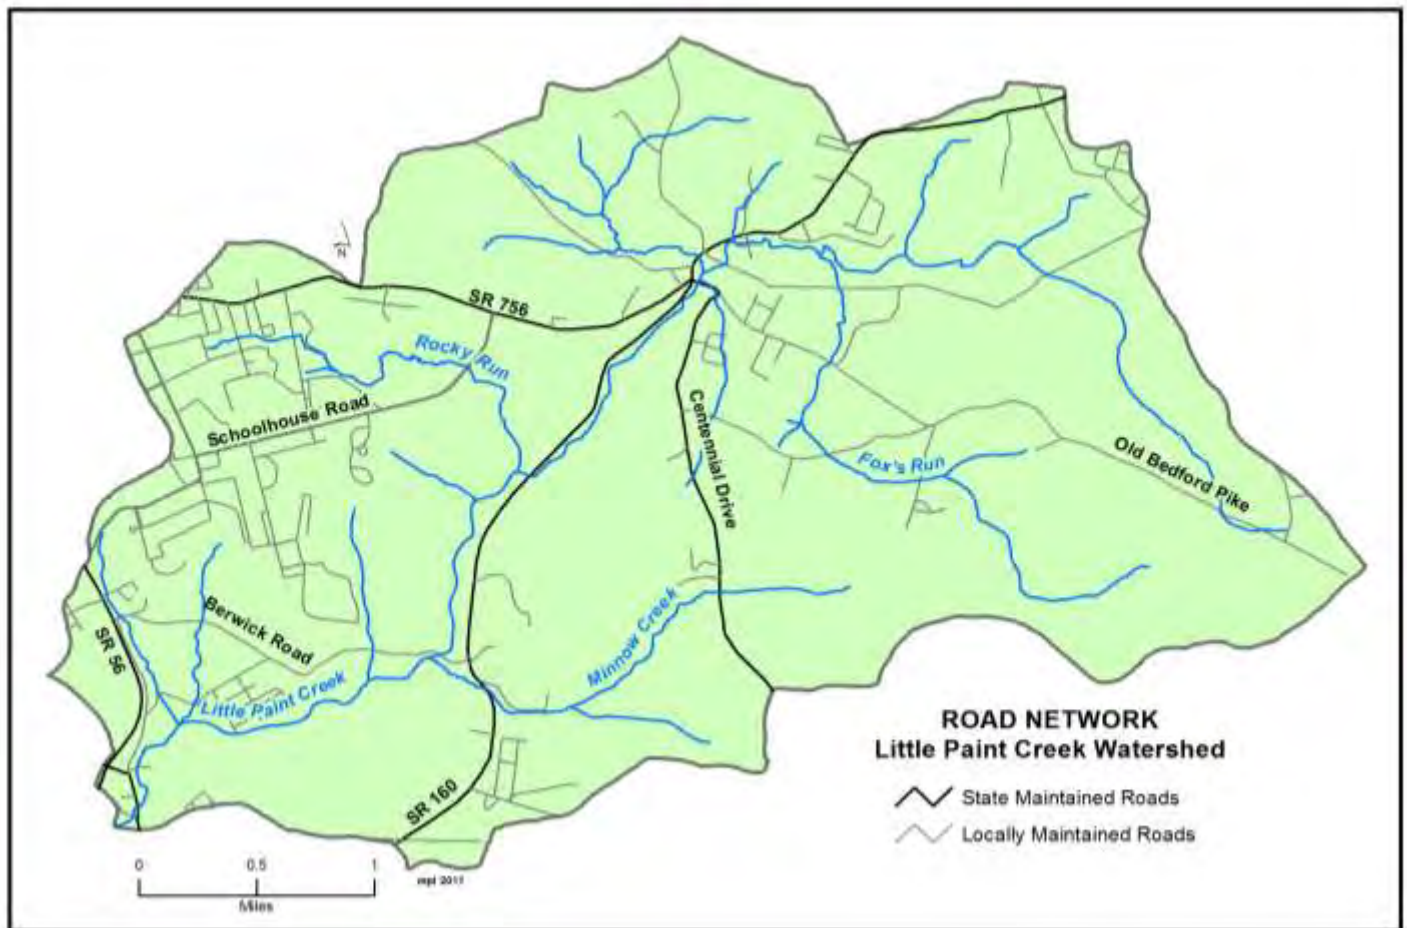 N
SR 756
Rocky Run
Schoolhouse Road
Centennial Drive
Old Bedford Pike
Fox's Run
Berwick Road
SR 56
Minnow Creek
Little Paint Creek
ROAD NETWORK
Little Paint Creek Watershed
SR 160
State Maintained Roads
Locally Maintained Roads
0 0.5 1
Miles
mpl 2011